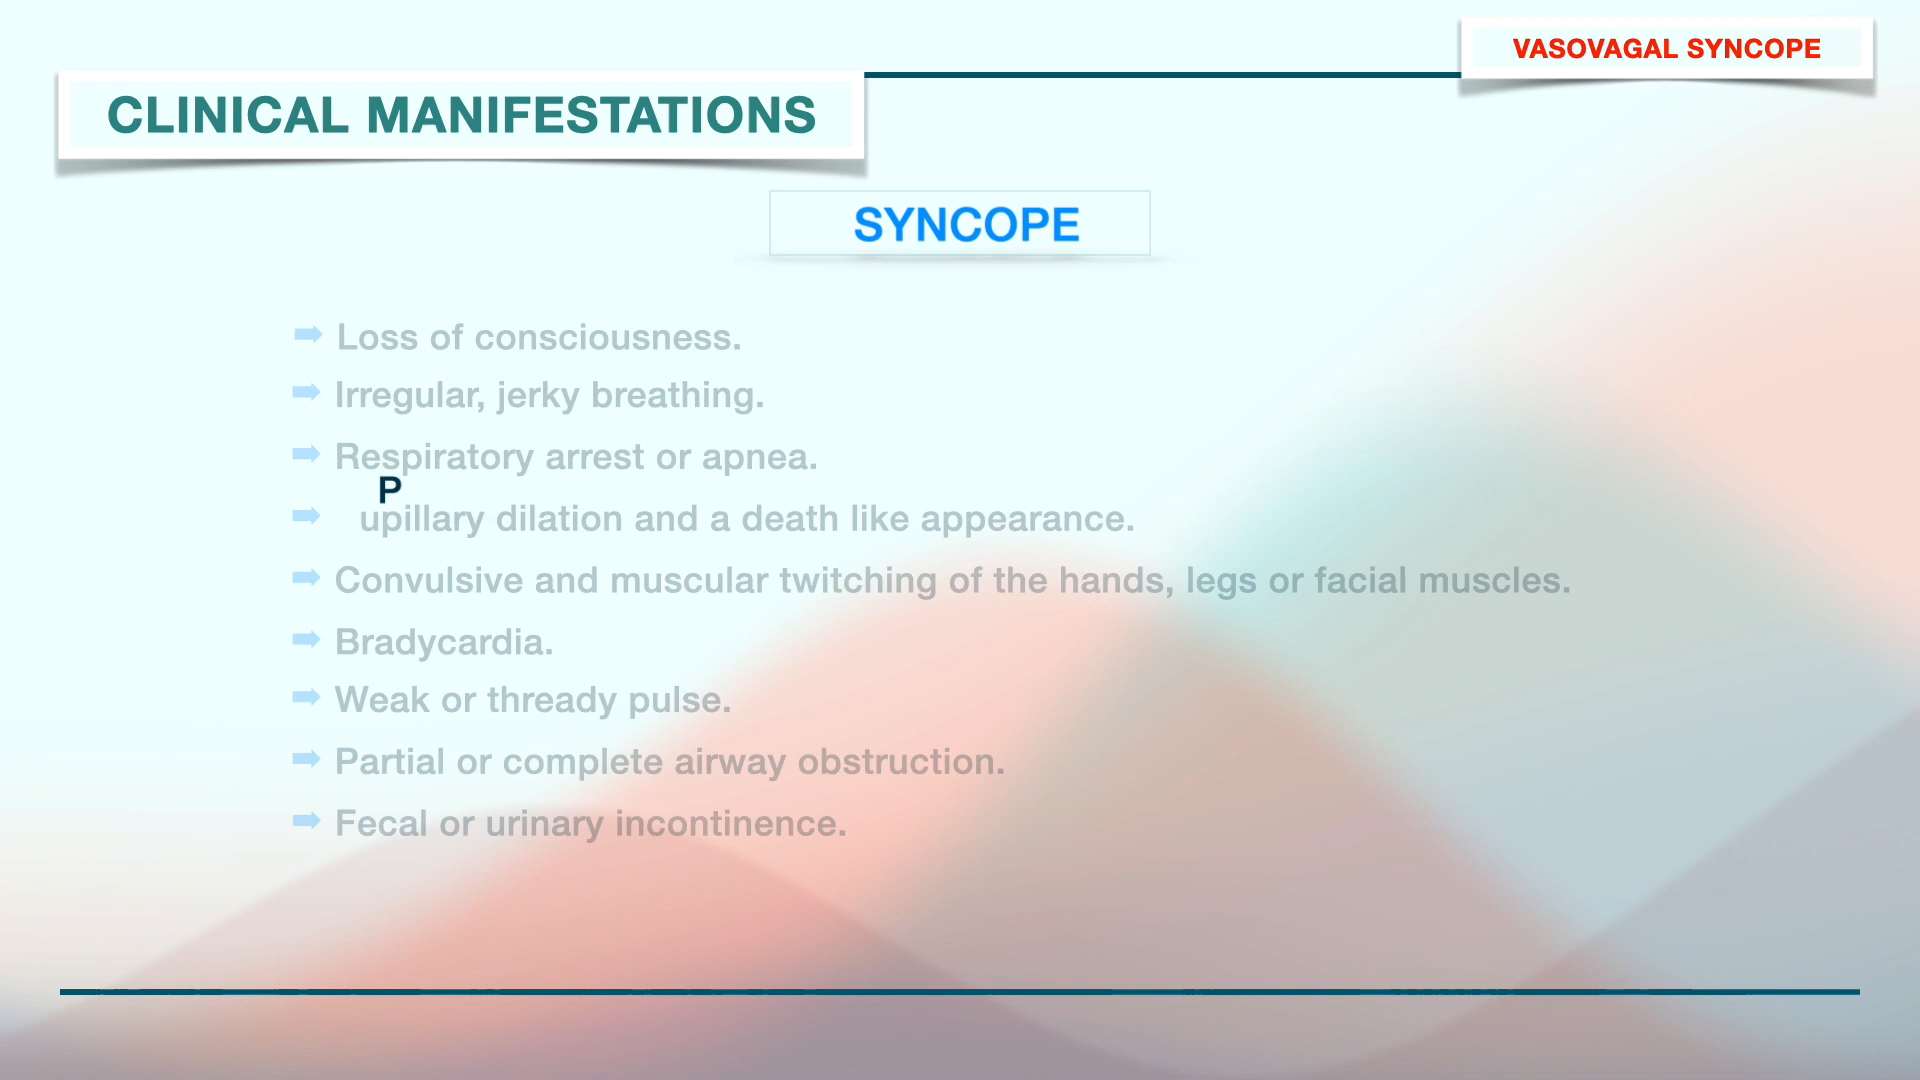 VASOVAGAL SYNCOPE
CLINICAL MANIFESTATIONS
SYNCOPE
Loss of consciousness.
Irregular, jerky breathing.
Respiratory arrest or apnea.
Pupillary dilation and a death like appearance.
Convulsive and muscular twitching of the hands, legs or facial muscles.
Bradycardia.
Weak or thready pulse.
Partial or complete airway obstruction.
Fecal or urinary incontinence.